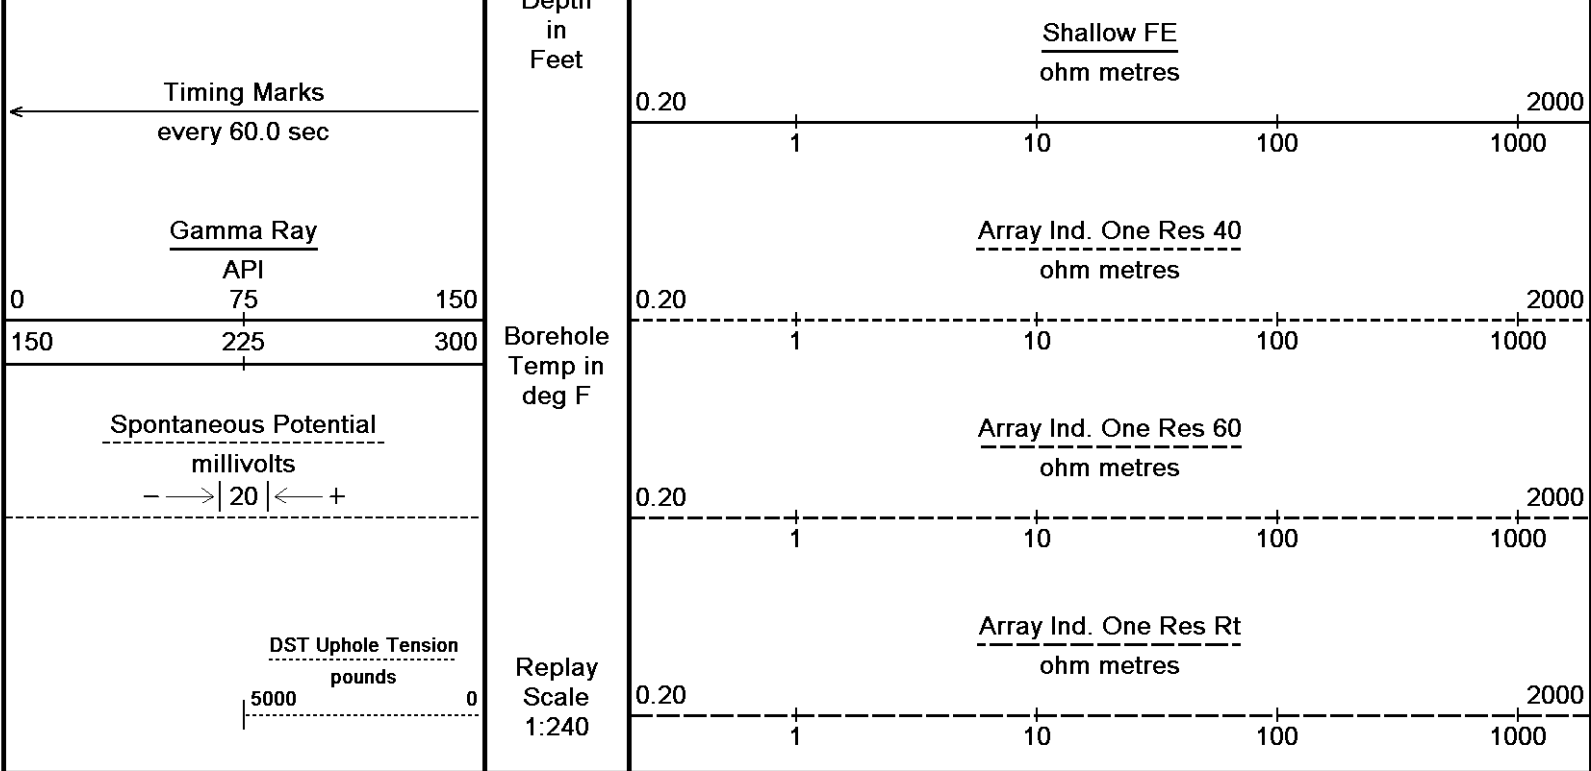 Timing Marks
every 60.0 sec
Gamma Ray
API
0 75 150
150 225 300
Spontaneous Potential
millivolts
− 20 +
DST Uphole Tension
pounds
5000 0
Depth
in
Feet
Borehole
Temp in
deg F
Replay
Scale
1:240
Shallow FE
ohm metres
0.20 2000
1 10 100 1000
Array Ind. One Res 40
ohm metres
0.20 2000
1 10 100 1000
Array Ind. One Res 60
ohm metres
0.20 2000
1 10 100 1000
Array Ind. One Res Rt
ohm metres
0.20 2000
1 10 100 1000